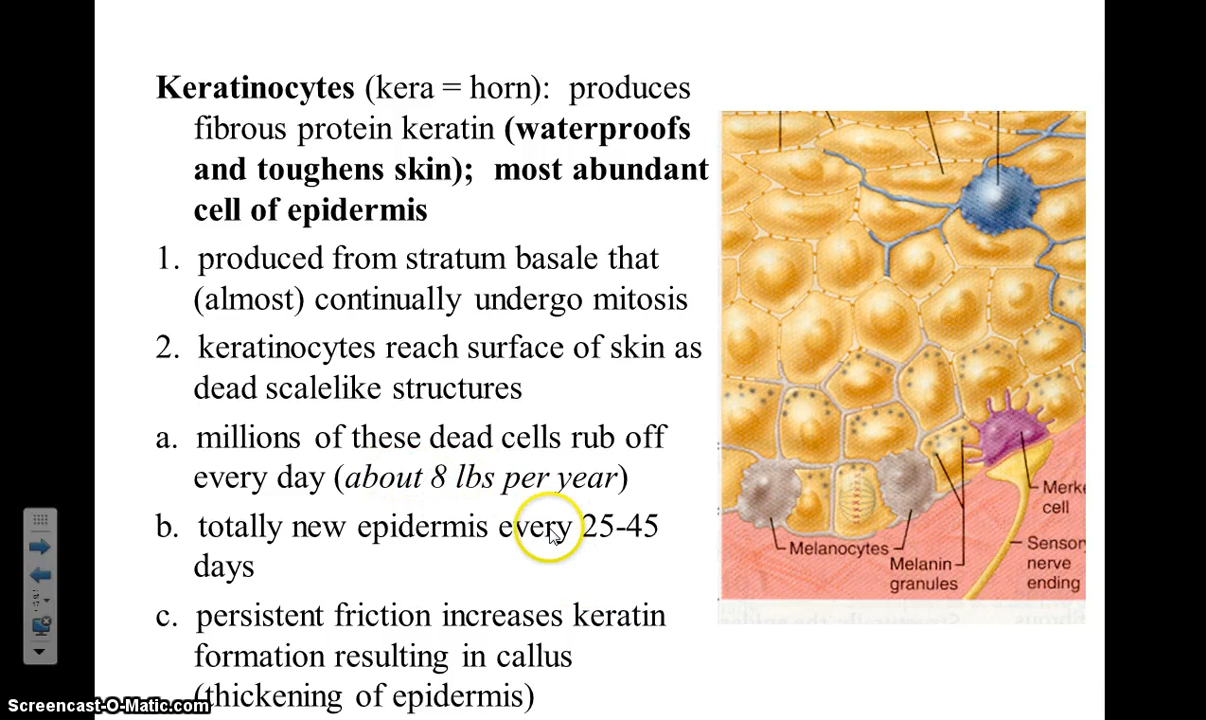 Keratinocytes (kera = horn): produces
fibrous protein keratin (waterproofs
and toughens skin); most abundant
cell of epidermis
1. produced from stratum basale that
(almost) continually undergo mitosis
2. keratinocytes reach surface of skin as
dead scalelike structures
a. millions of these dead cells rub off
every day (about 8 lbs per year)
b. totally new epidermis every 25-45
days
c. persistent friction increases keratin
formation resulting in callus
(thickening of epidermis)
Melanocytes
Melanin
granules
Merke
cell
Sensory
nerve
ending
Screencast-O-Matic.com